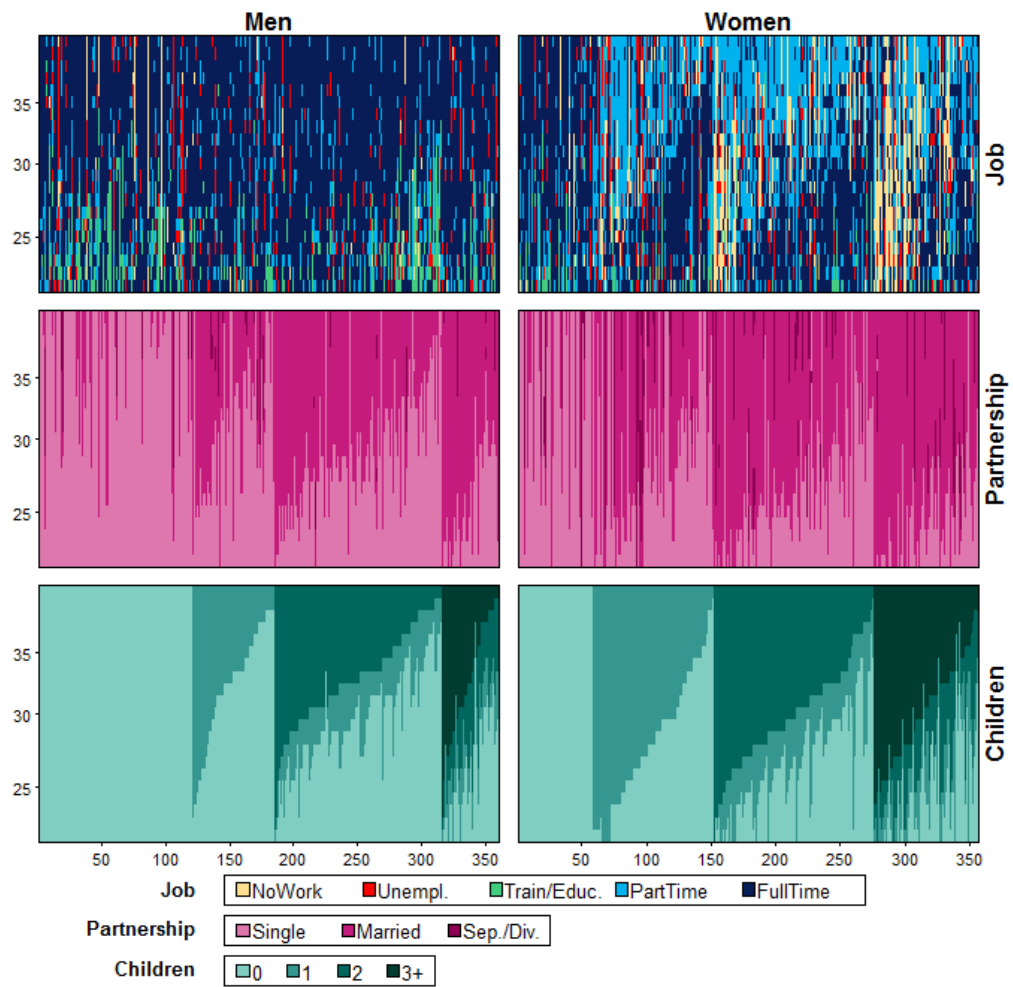 Men Women
35
30
25
Job
35
30
25
Partnership
35
30
25
Children
50 100 150 200 250 300 350 50 100 150 200 250 300 350
Job NoWork Unempl. Train/Educ. PartTime FullTime
Partnership Single Married Sep./Div.
Children 0 1 2 3+